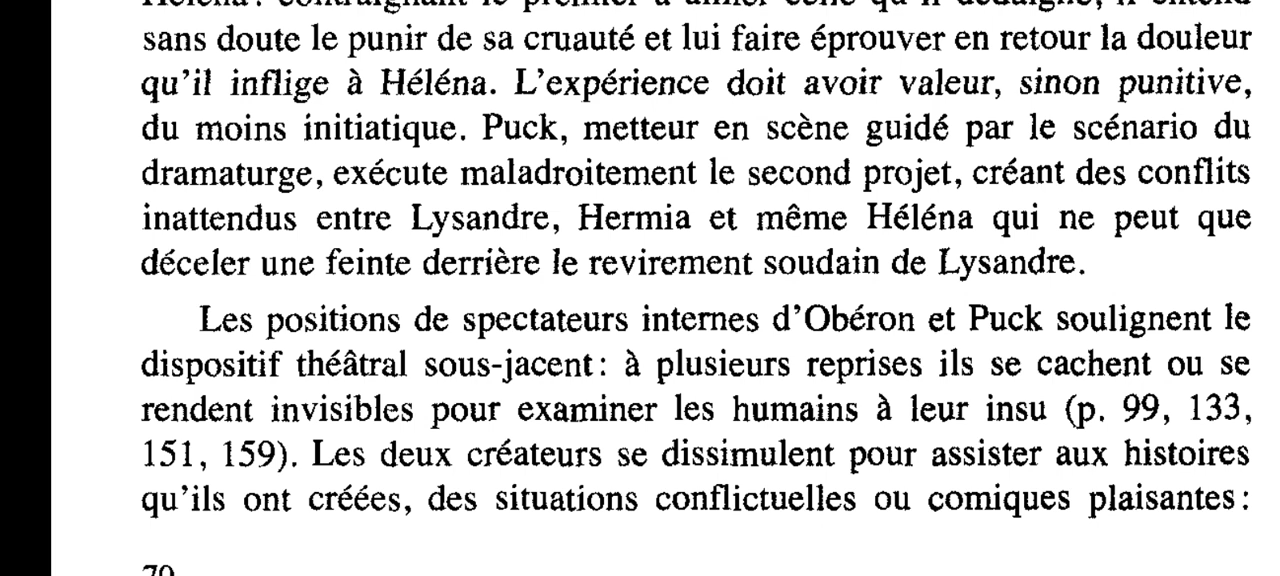 sans doute le punir de sa cruauté et lui faire éprouver en retour la douleur
qu'il inflige à Héléna. L'expérience doit avoir valeur, sinon punitive,
du moins initiatique. Puck, metteur en scène guidé par le scénario du
dramaturge, exécute maladroitement le second projet, créant des conflits
inattendus entre Lysandre, Hermia et même Héléna qui ne peut que
déceler une feinte derrière le revirement soudain de Lysandre.
Les positions de spectateurs internes d'Obéron et Puck soulignent le
dispositif théâtral sous-jacent : à plusieurs reprises ils se cachent ou se
rendent invisibles pour examiner les humains à leur insu (p. 99, 133,
151, 159). Les deux créateurs se dissimulent pour assister aux histoires
qu'ils ont créées, des situations conflictuelles ou comiques plaisantes :